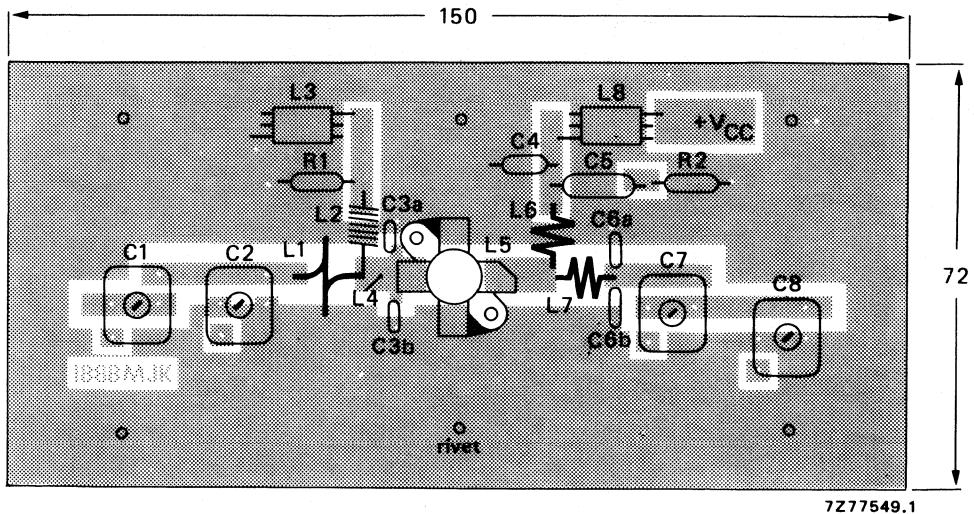 150
L3
L8
+VCC
C4
R1
C5
R2
L2
C3a
L6
C6a
L1
L5
C1
C2
C7
72
L4
L7
C8
C3b
C6b
1888MJK
rivet
7Z77549.1